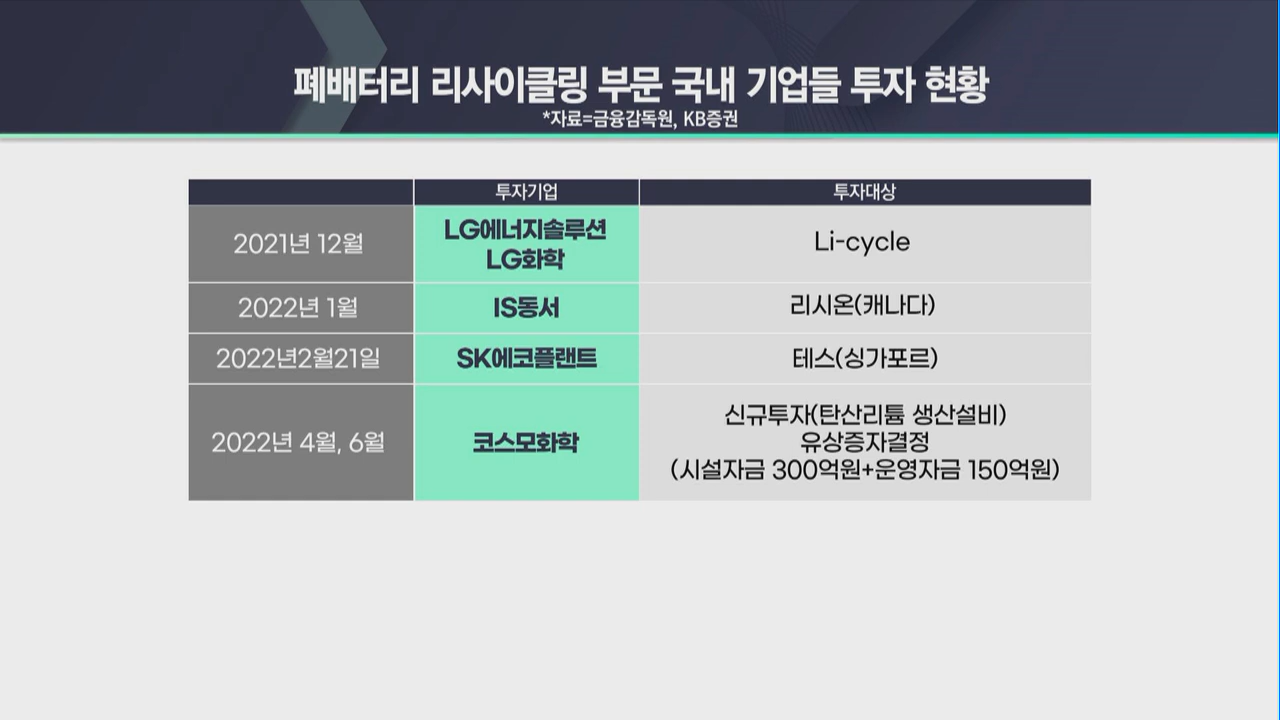 폐배터리 리사이클링 부문 국내 기업들 투자 현황
*자료=금융감독원, KB증권
투자기업 투자대상
2021년 12월 LG에너지솔루션 Li-cycle
LG화학
2022년 1월 IS동서 리시온(캐나다)
2022년2월21일 SK에코플랜트 테스(싱가포르)
2022년 4월, 6월 코스모화학 신규투자(탄산리튬 생산설비)
유상증자결정
(시설자금 300억원+운영자금 150억원)